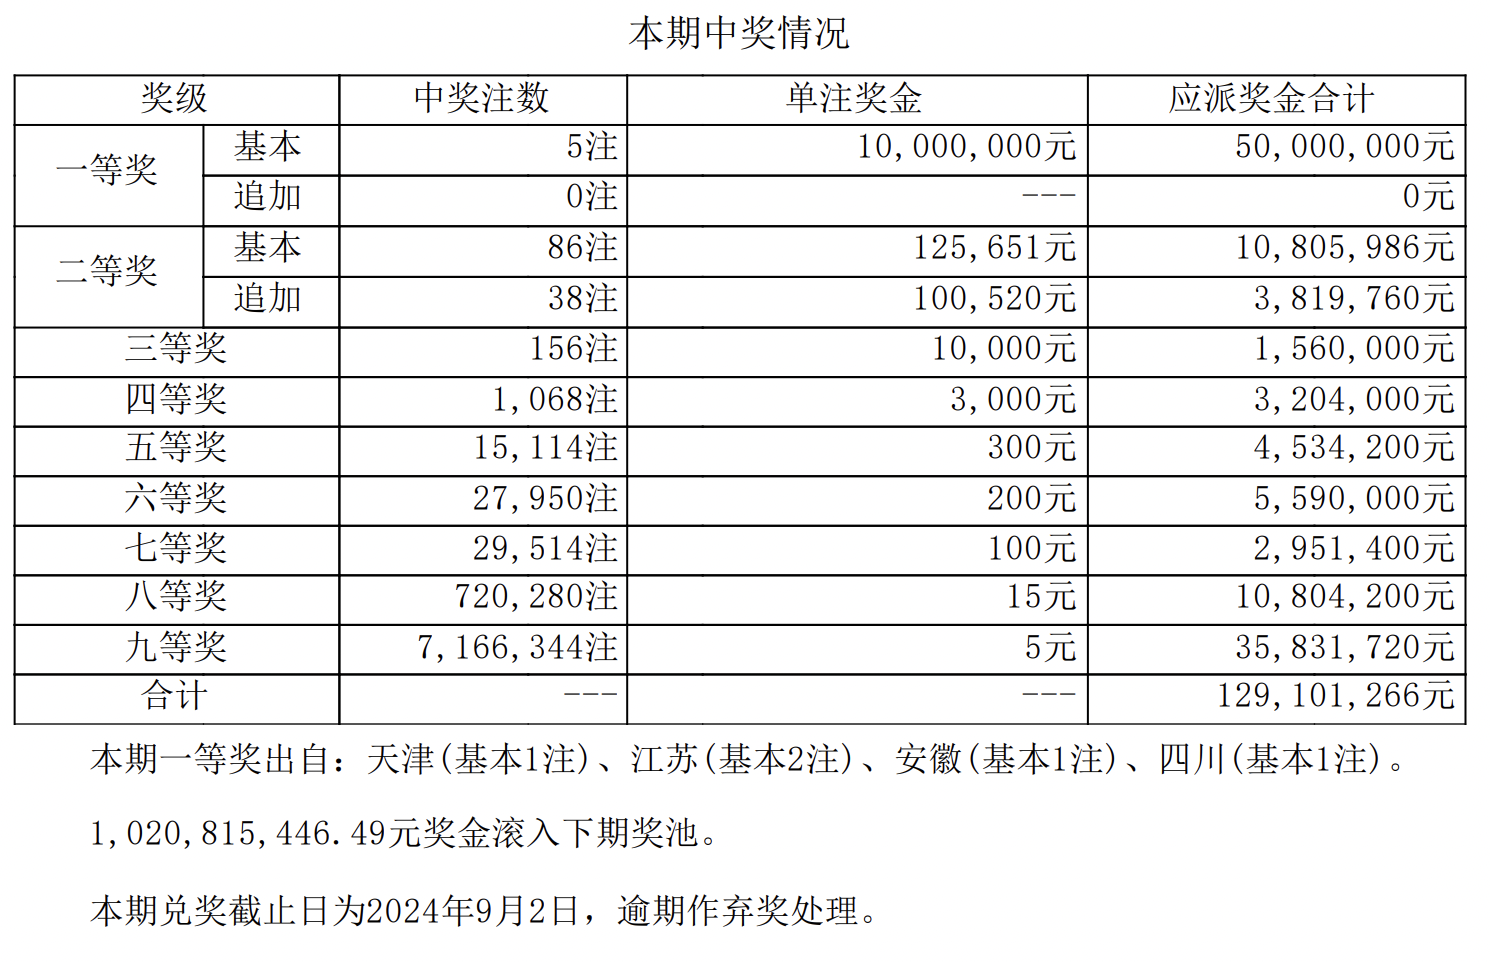 本期中奖情况
奖级 中奖注数 单注奖金 应派奖金合计
一等奖 基本 5注 10,000,000元 50,000,000元
追加 0注 --- 0元
二等奖 基本 86注 125,651元 10,805,986元
追加 38注 100,520元 3,819,760元
三等奖 156注 10,000元 1,560,000元
四等奖 1,068注 3,000元 3,204,000元
五等奖 15,114注 300元 4,534,200元
六等奖 27,950注 200元 5,590,000元
七等奖 29,514注 100元 2,951,400元
八等奖 720,280注 15元 10,804,200元
九等奖 7,166,344注 5元 35,831,720元
合计 --- --- 129,101,266元
本期一等奖出自：天津(基本1注)、江苏(基本2注)、安徽(基本1注)、四川(基本1注)。
1,020,815,446.49元奖金滚入下期奖池。
本期兑奖截止日为2024年9月2日，逾期作弃奖处理。